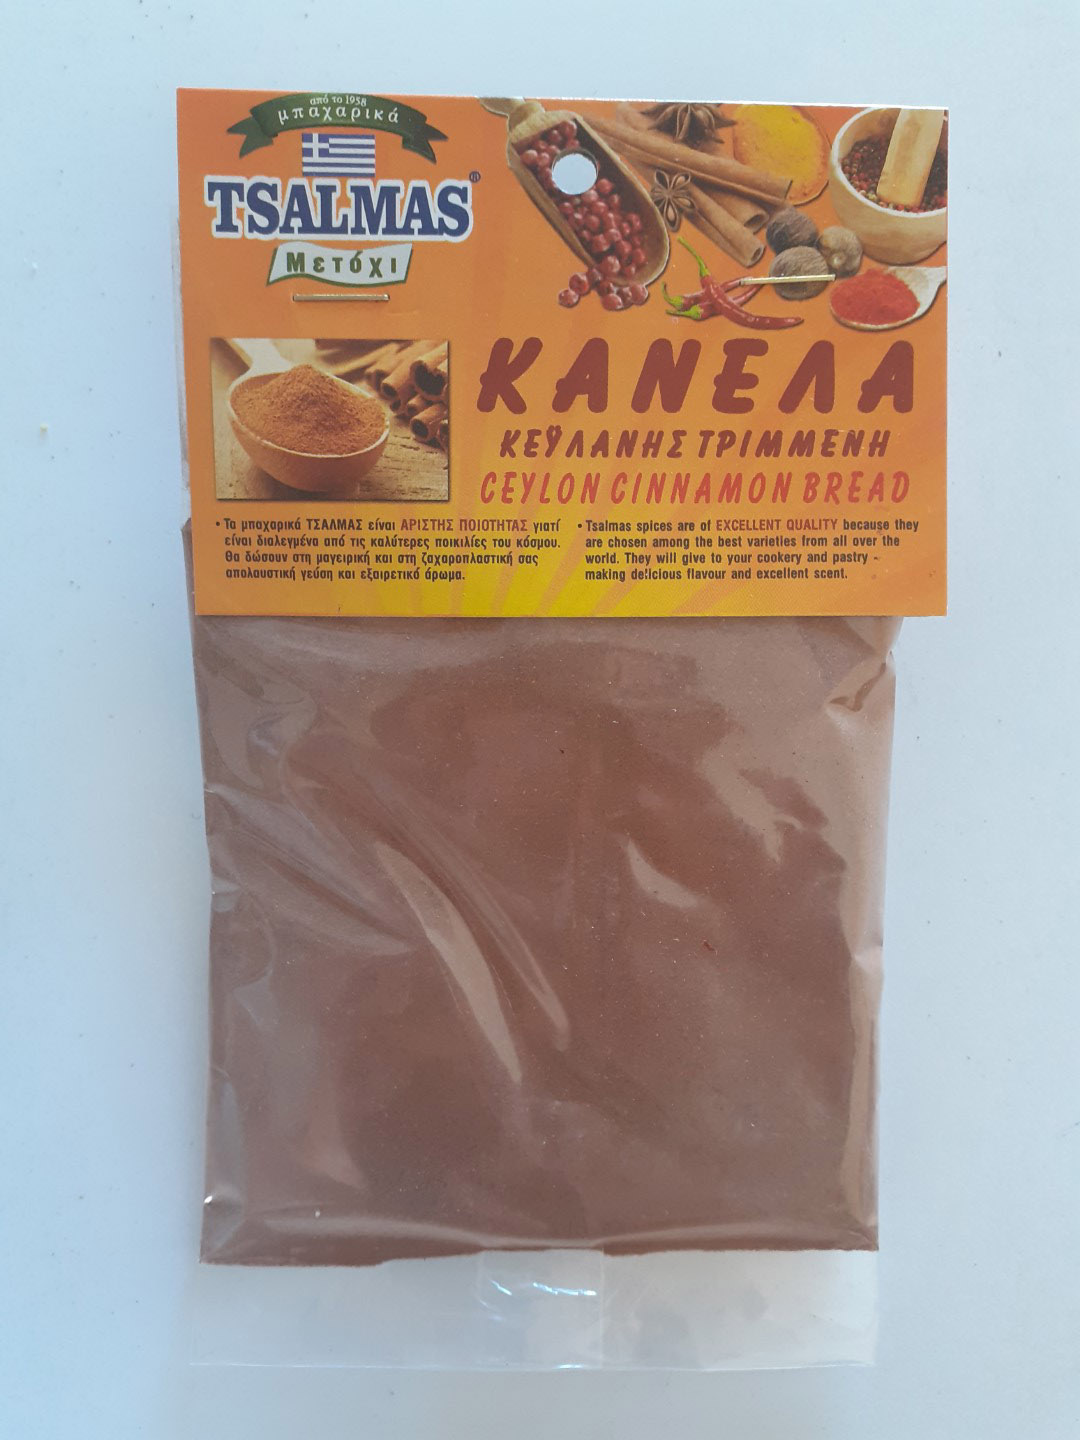 από το 1958
μπαχαρικά
TSALMAS®
Μετόχι
ΚΑΝΕΛΑ
ΚΕΫΛΑΝΗΣ ΤΡΙΜΜΕΝΗ
CEYLON CINNAMON BREAD
• Τα μπαχαρικά ΤΣΑΛΜΑΣ είναι ΑΡΙΣΤΗΣ ΠΟΙΟΤΗΤΑΣ γιατί
είναι διαλεγμένα από τις καλύτερες ποικιλίες του κόσμου.
Θα δώσουν στη μαγειρική και στη ζαχαροπλαστική σας
απολαυστική γεύση και εξαιρετικό άρωμα.
• Tsalmas spices are of EXCELLENT QUALITY because they
are chosen among the best varieties from all over the
world. They will give to your cookery and pastry -
making delicious flavour and excellent scent.